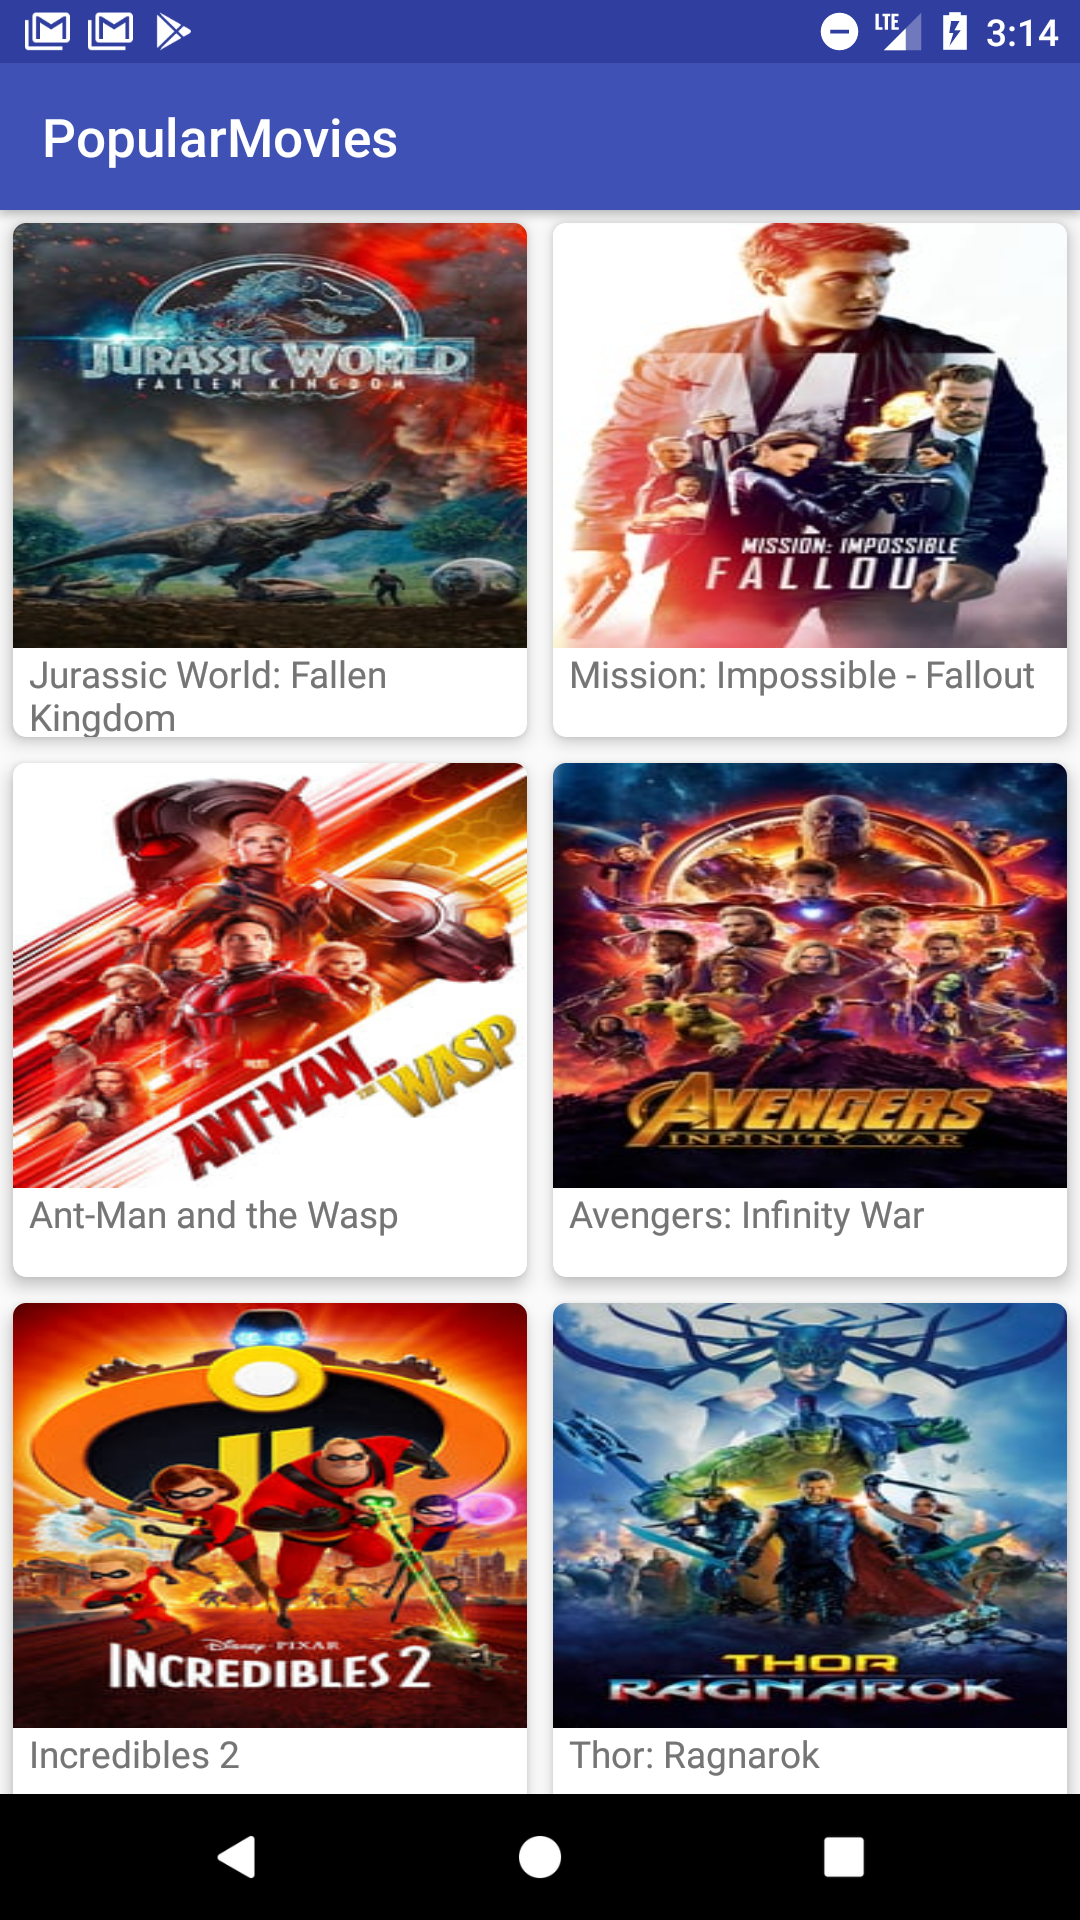 LTE 3:14
PopularMovies
JURASSIC WORLD
FALLEN KINGDOM
MISSION: IMPOSSIBLE
FALLOUT
Jurassic World: Fallen
Kingdom
Mission: Impossible - Fallout
ANT-MAN AND
THE WASP
AVENGERS
INFINITY WAR
Ant-Man and the Wasp
Avengers: Infinity War
Disney PIXAR
INCREDIBLES 2
THOR
RAGNAROK
Incredibles 2
Thor: Ragnarok